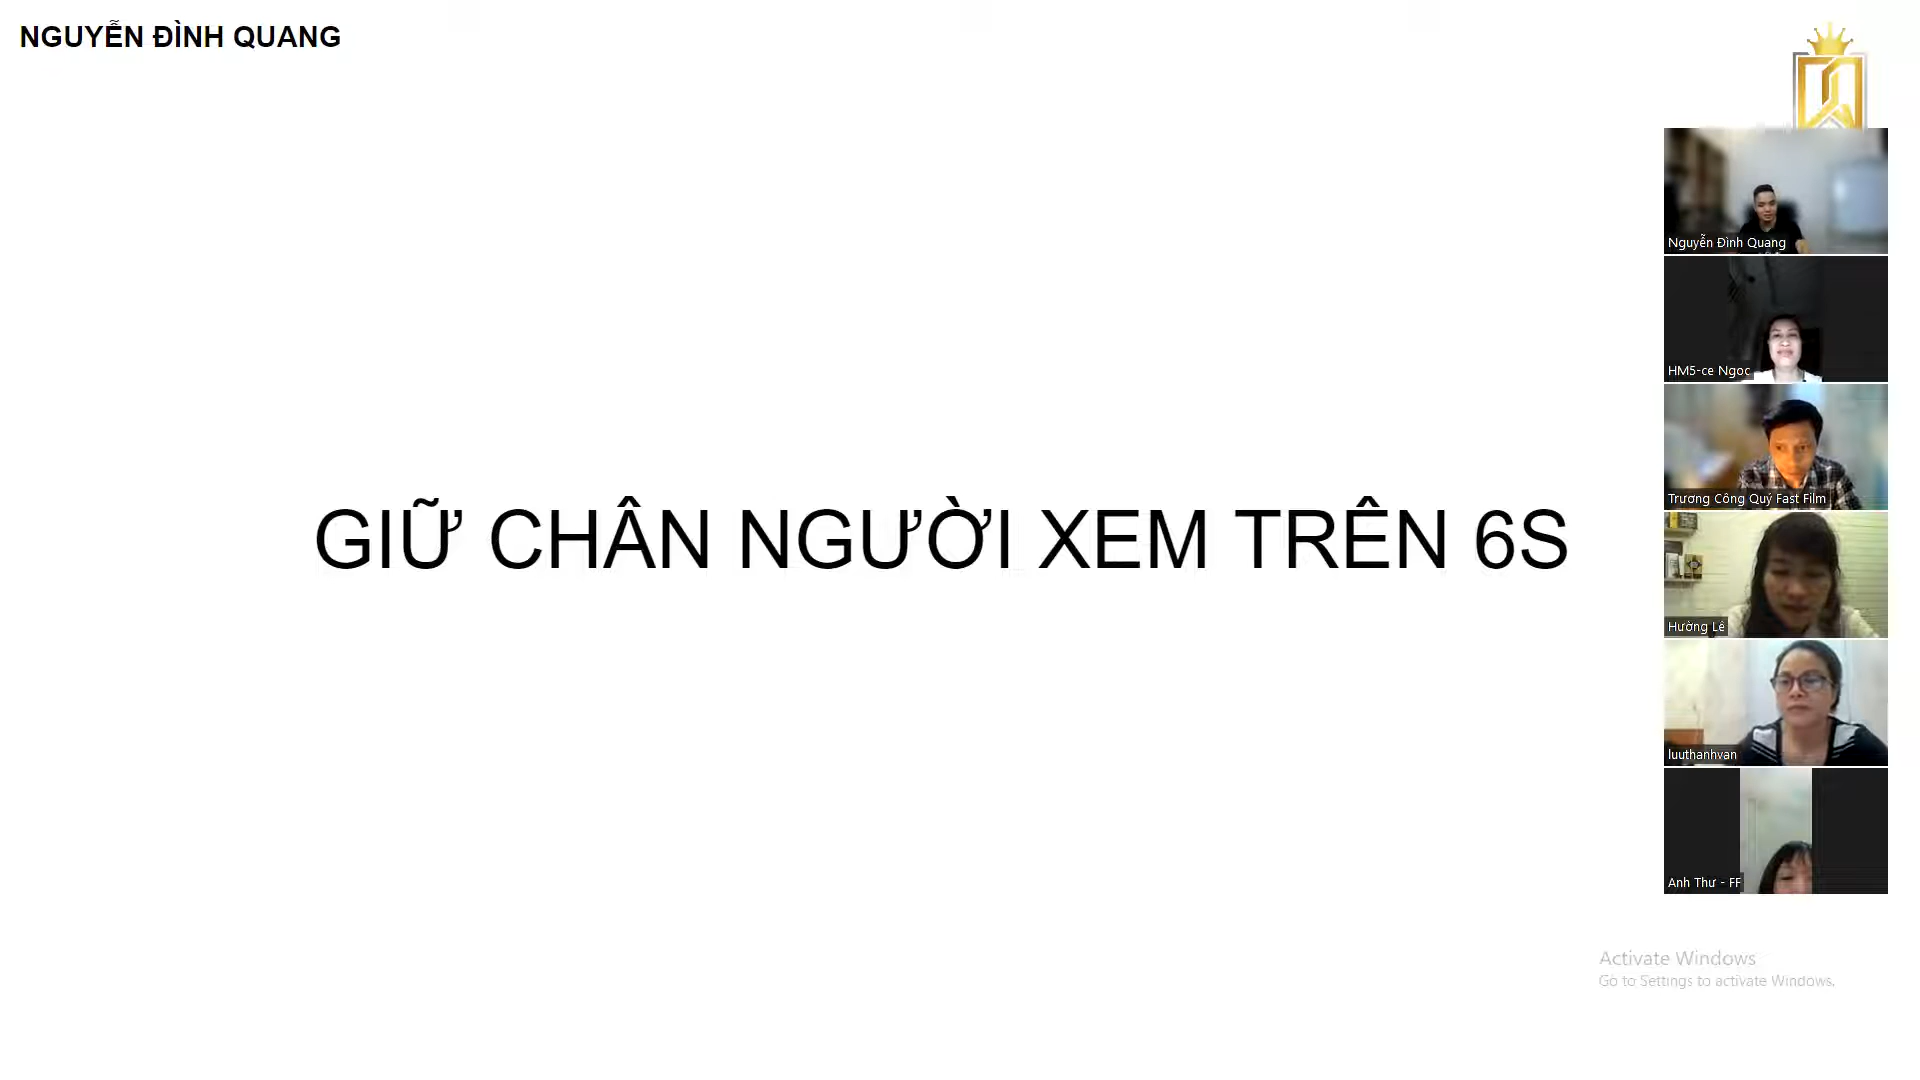 NGUYỄN ĐÌNH QUANG
GIỮ CHÂN NGƯỜI XEM TRÊN 6S
Nguyễn Đình Quang
HM5-ce Ngoc
Trương Công Quý Fast Film
Hường Lê
luuthanhvan
Anh Thư - FF
Activate Windows
Go to Settings to activate Windows.